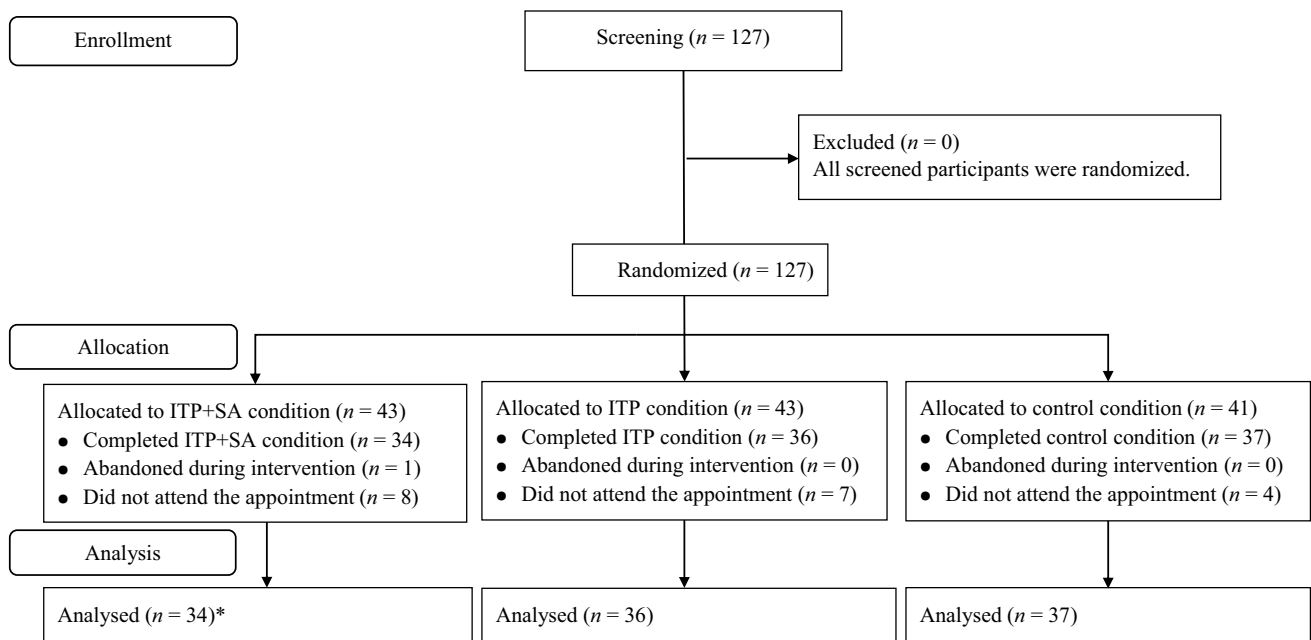 Enrollment
Screening (n = 127)
Excluded (n = 0)
All screened participants were randomized.
Randomized (n = 127)
Allocation
Allocated to ITP+SA condition (n = 43)
● Completed ITP+SA condition (n = 34)
● Abandoned during intervention (n = 1)
● Did not attend the appointment (n = 8)
Allocated to ITP condition (n = 43)
● Completed ITP condition (n = 36)
● Abandoned during intervention (n = 0)
● Did not attend the appointment (n = 7)
Allocated to control condition (n = 41)
● Completed control condition (n = 37)
● Abandoned during intervention (n = 0)
● Did not attend the appointment (n = 4)
Analysis
Analysed (n = 34)*
Analysed (n = 36)
Analysed (n = 37)